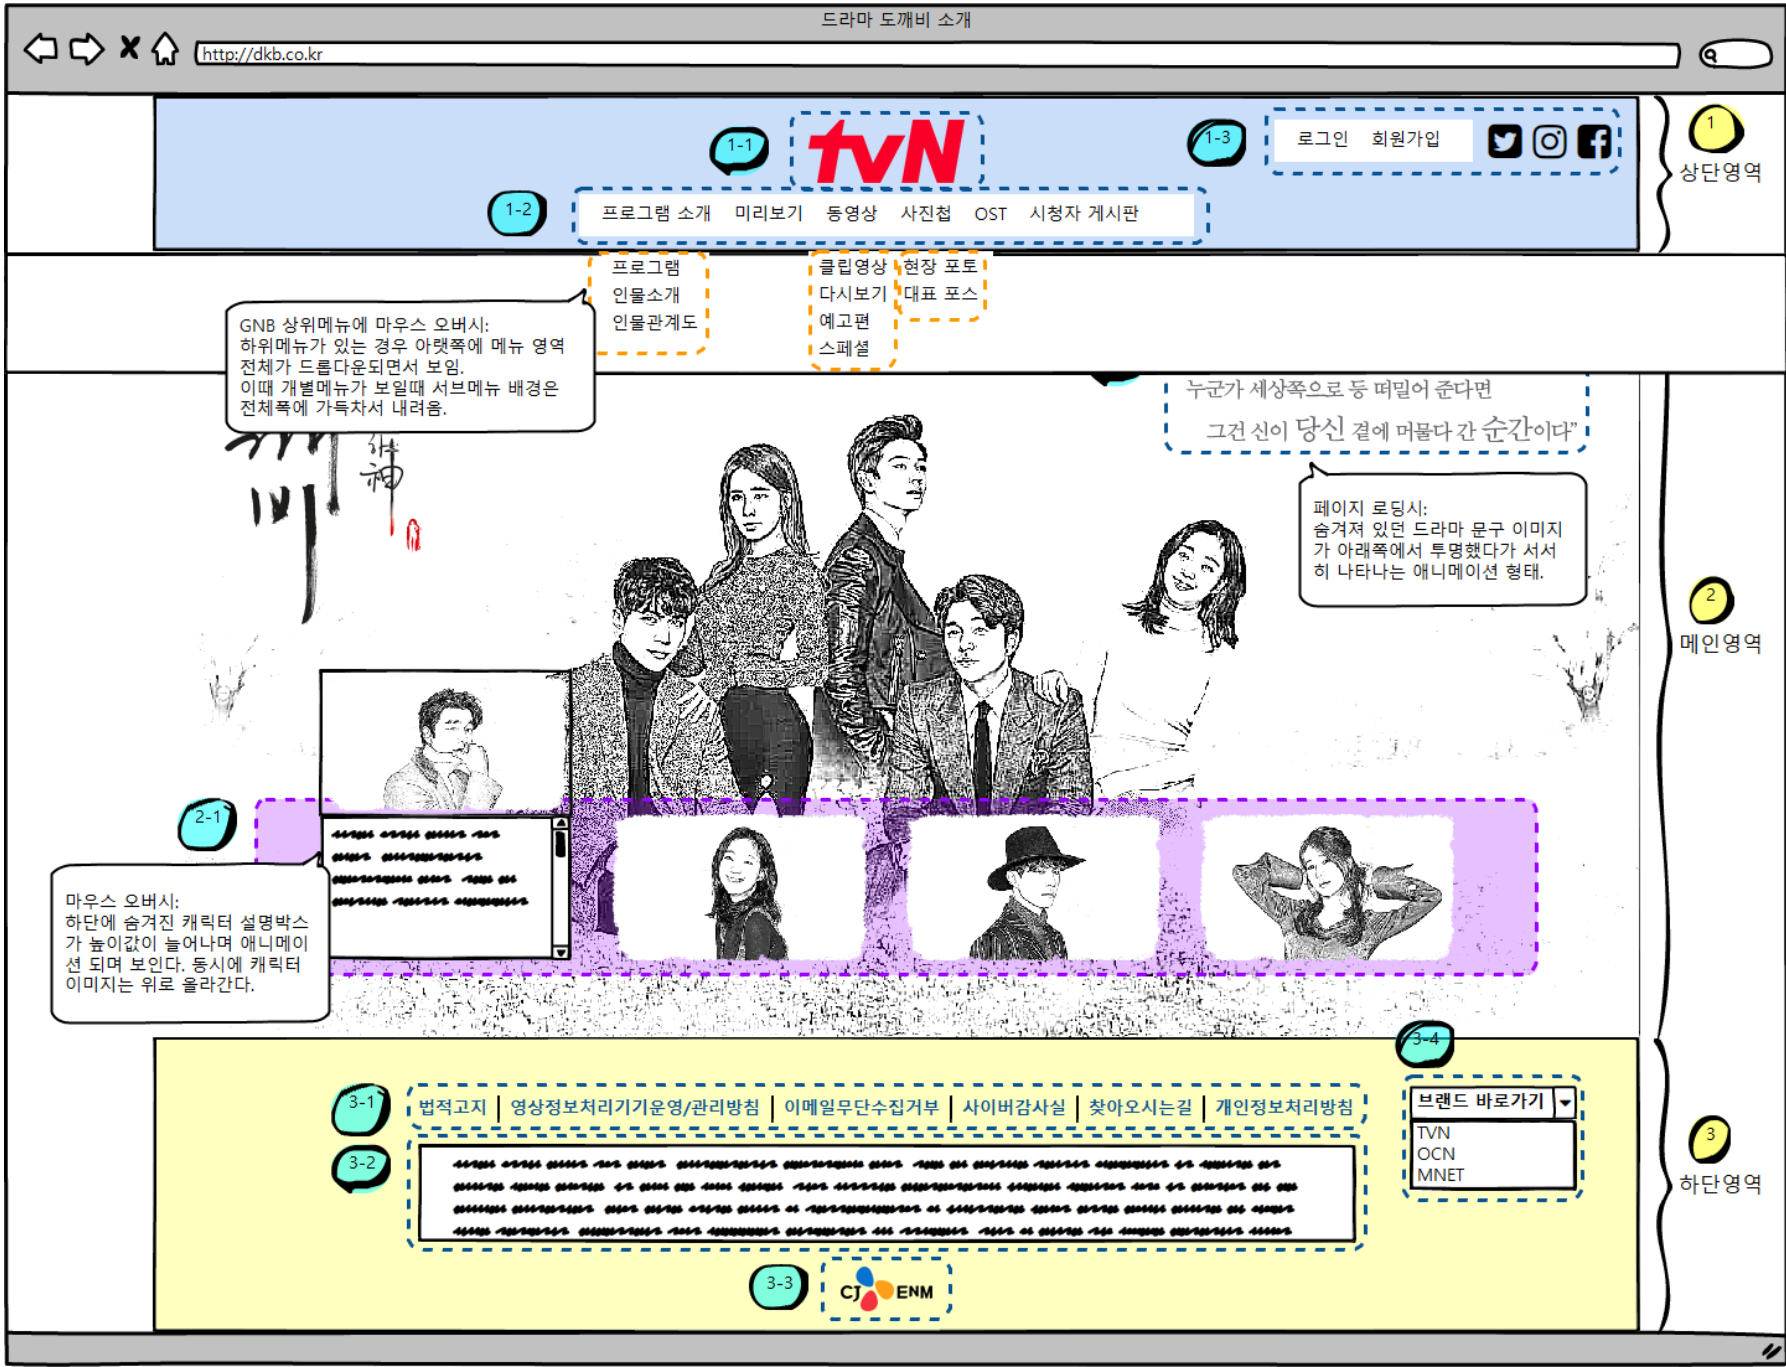 드라마 도깨비 소개
http://dkb.co.kr
1-1
tvN
1-3
로그인 회원가입
1
상단영역
1-2
프로그램 소개 미리보기 동영상 사진첩 OST 시청자 게시판
프로그램
인물소개
인물관계도
클립영상
다시보기
예고편
스페셜
현장 포토
대표 포스
GNB 상위메뉴에 마우스 오버시:
하위메뉴가 있는 경우 아랫쪽에 메뉴 영역
전체가 드롭다운되면서 보임.
이때 개별메뉴가 보일때 서브메뉴 배경은
전체폭에 가득차서 내려옴.
누군가 세상쪽으로 등 떠밀어 준다면
그건 신이 당신 곁에 머물다 간 순간이다”
비
神
페이지 로딩시:
숨겨져 있던 드라마 문구 이미지
가 아래쪽에서 투명했다가 서서
히 나타나는 애니메이션 형태.
2
메인영역
2-1
마우스 오버시:
하단에 숨겨진 캐릭터 설명박스
가 높이값이 늘어나며 애니메이
션 되며 보인다. 동시에 캐릭터
이미지는 위로 올라간다.
3-4
브랜드 바로가기
TVN
OCN
MNET
3-1
법적고지 | 영상정보처리기기운영/관리방침 | 이메일무단수집거부 | 사이버감사실 | 찾아오시는길 | 개인정보처리방침
3-2
3
하단영역
3-3
CJ ENM